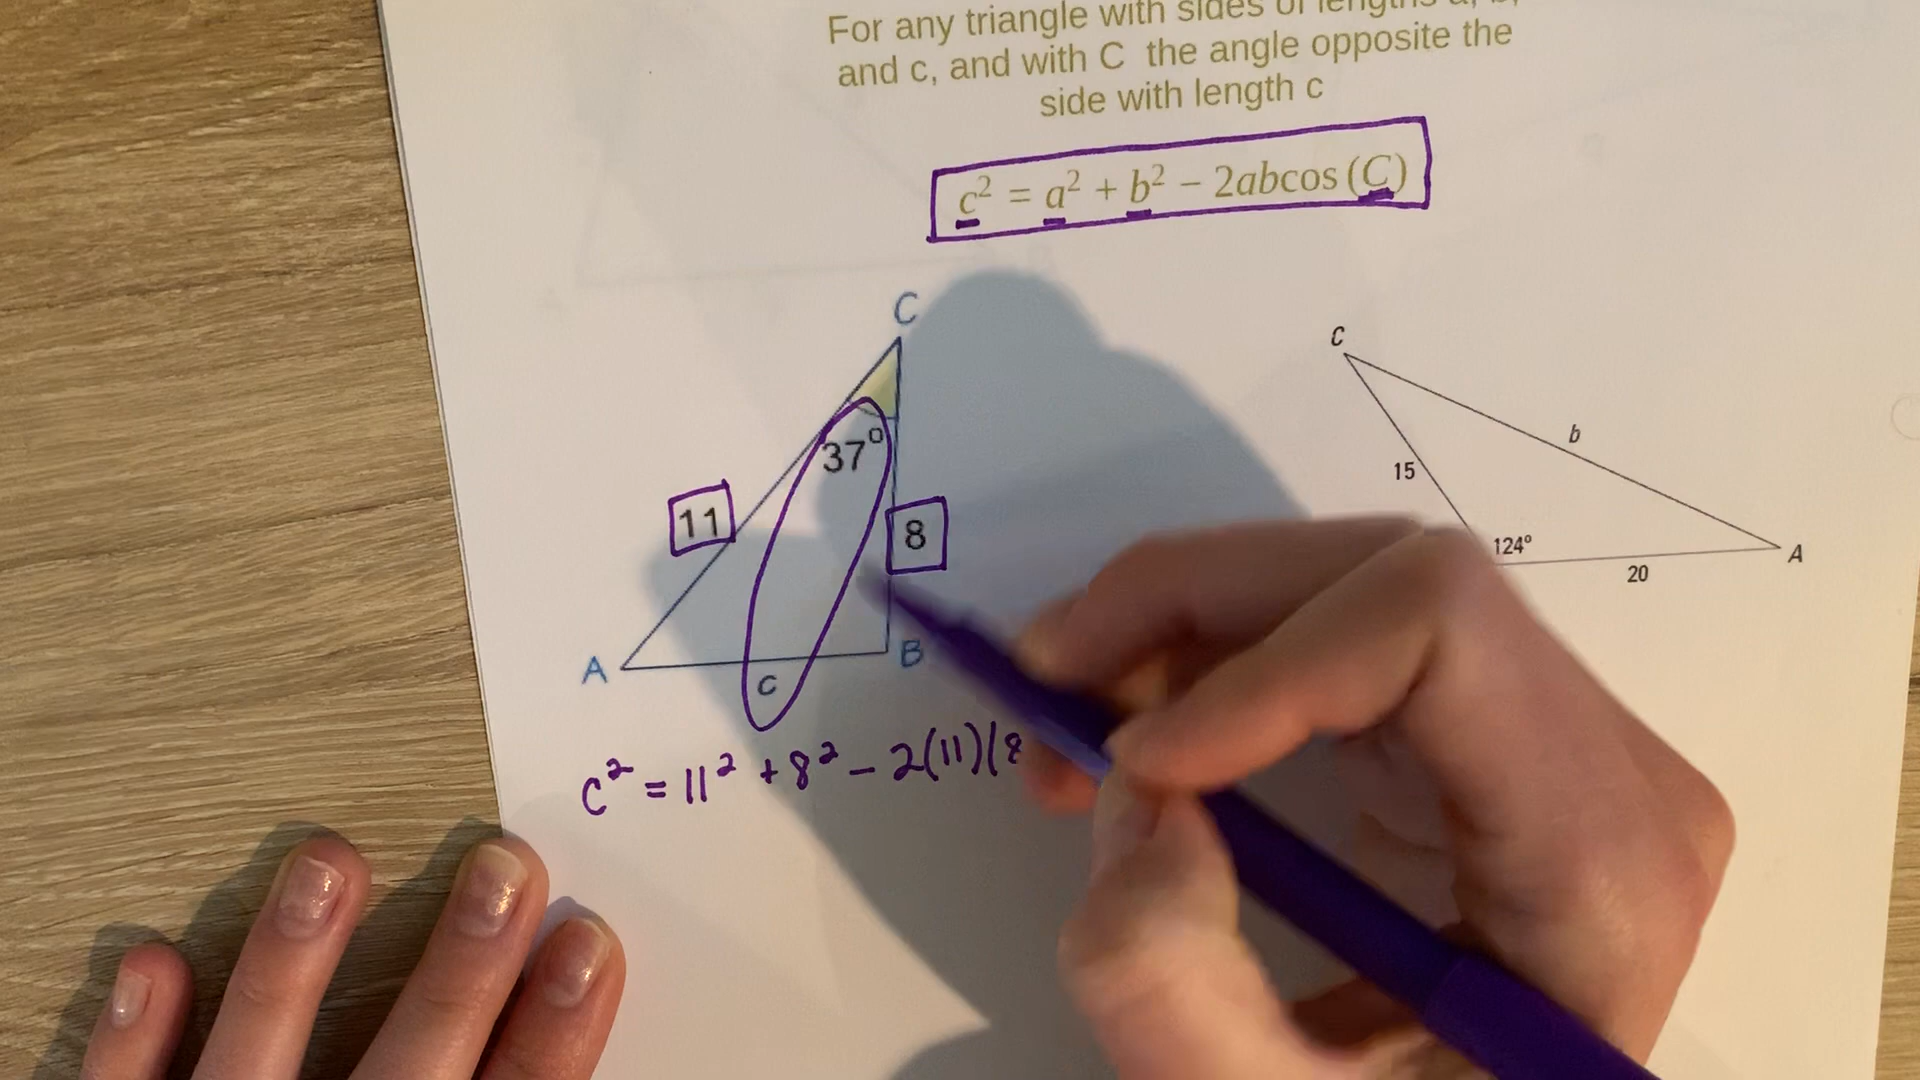 For any triangle with sides of lengths a, b,
and c, and with C the angle opposite the
side with length c
c² = a² + b² − 2abcos (C)
C
37°
11
8
A
B
c
c² = 11² + 8² − 2(11)(8
C
b
15
124°
20
A